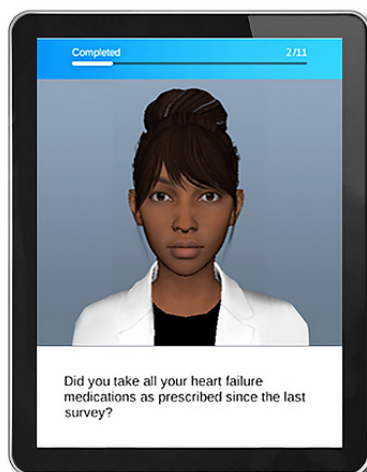 Completed 2/11
Did you take all your heart failure
medications as prescribed since the last
survey?